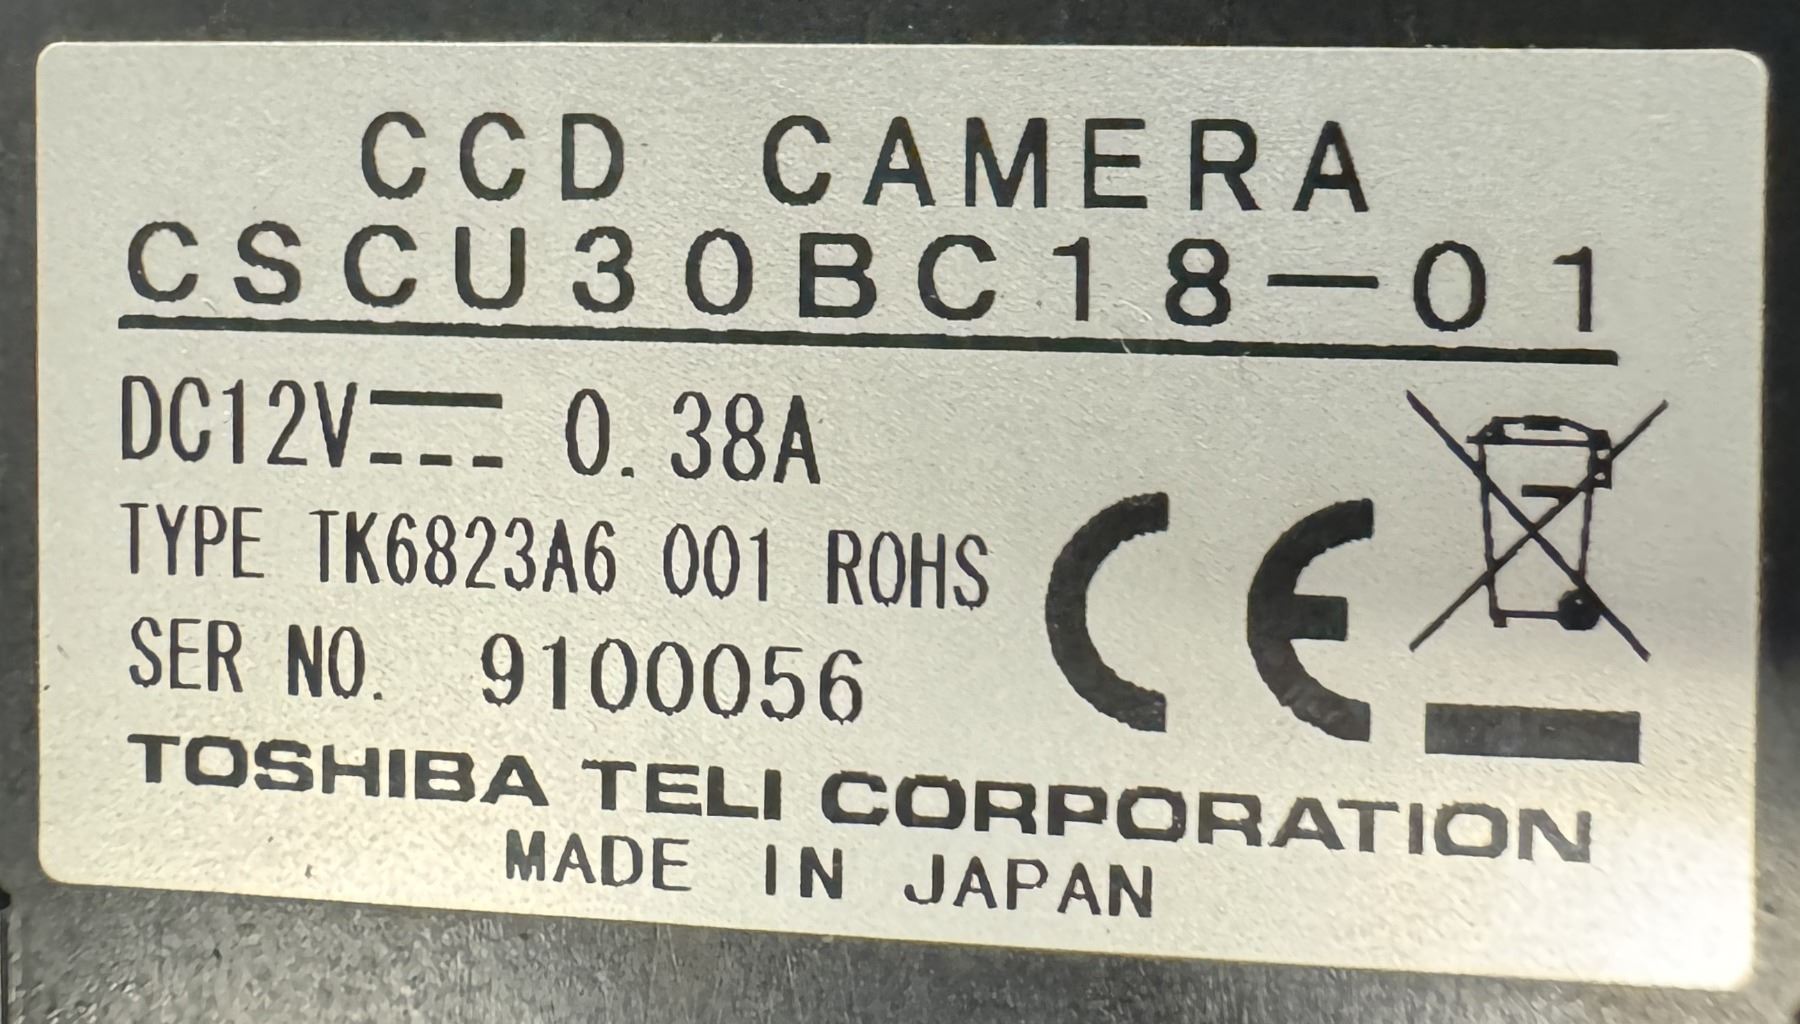 CCD CAMERA
CSCU30BC18-01
DC12V⎓ 0.38A
TYPE TK6823A6 001 ROHS
SER NO. 9100056
CE
TOSHIBA TELI CORPORATION
MADE IN JAPAN